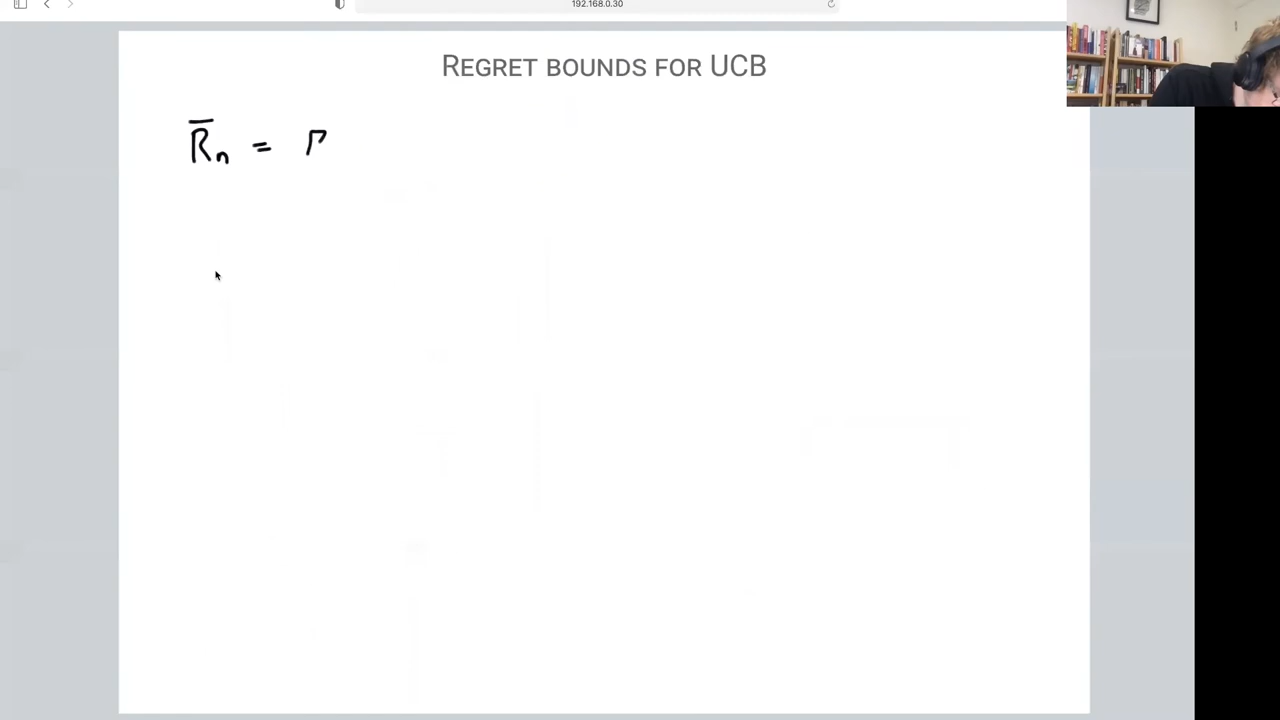 192.168.0.30
REGRET BOUNDS FOR UCB
R̅n =